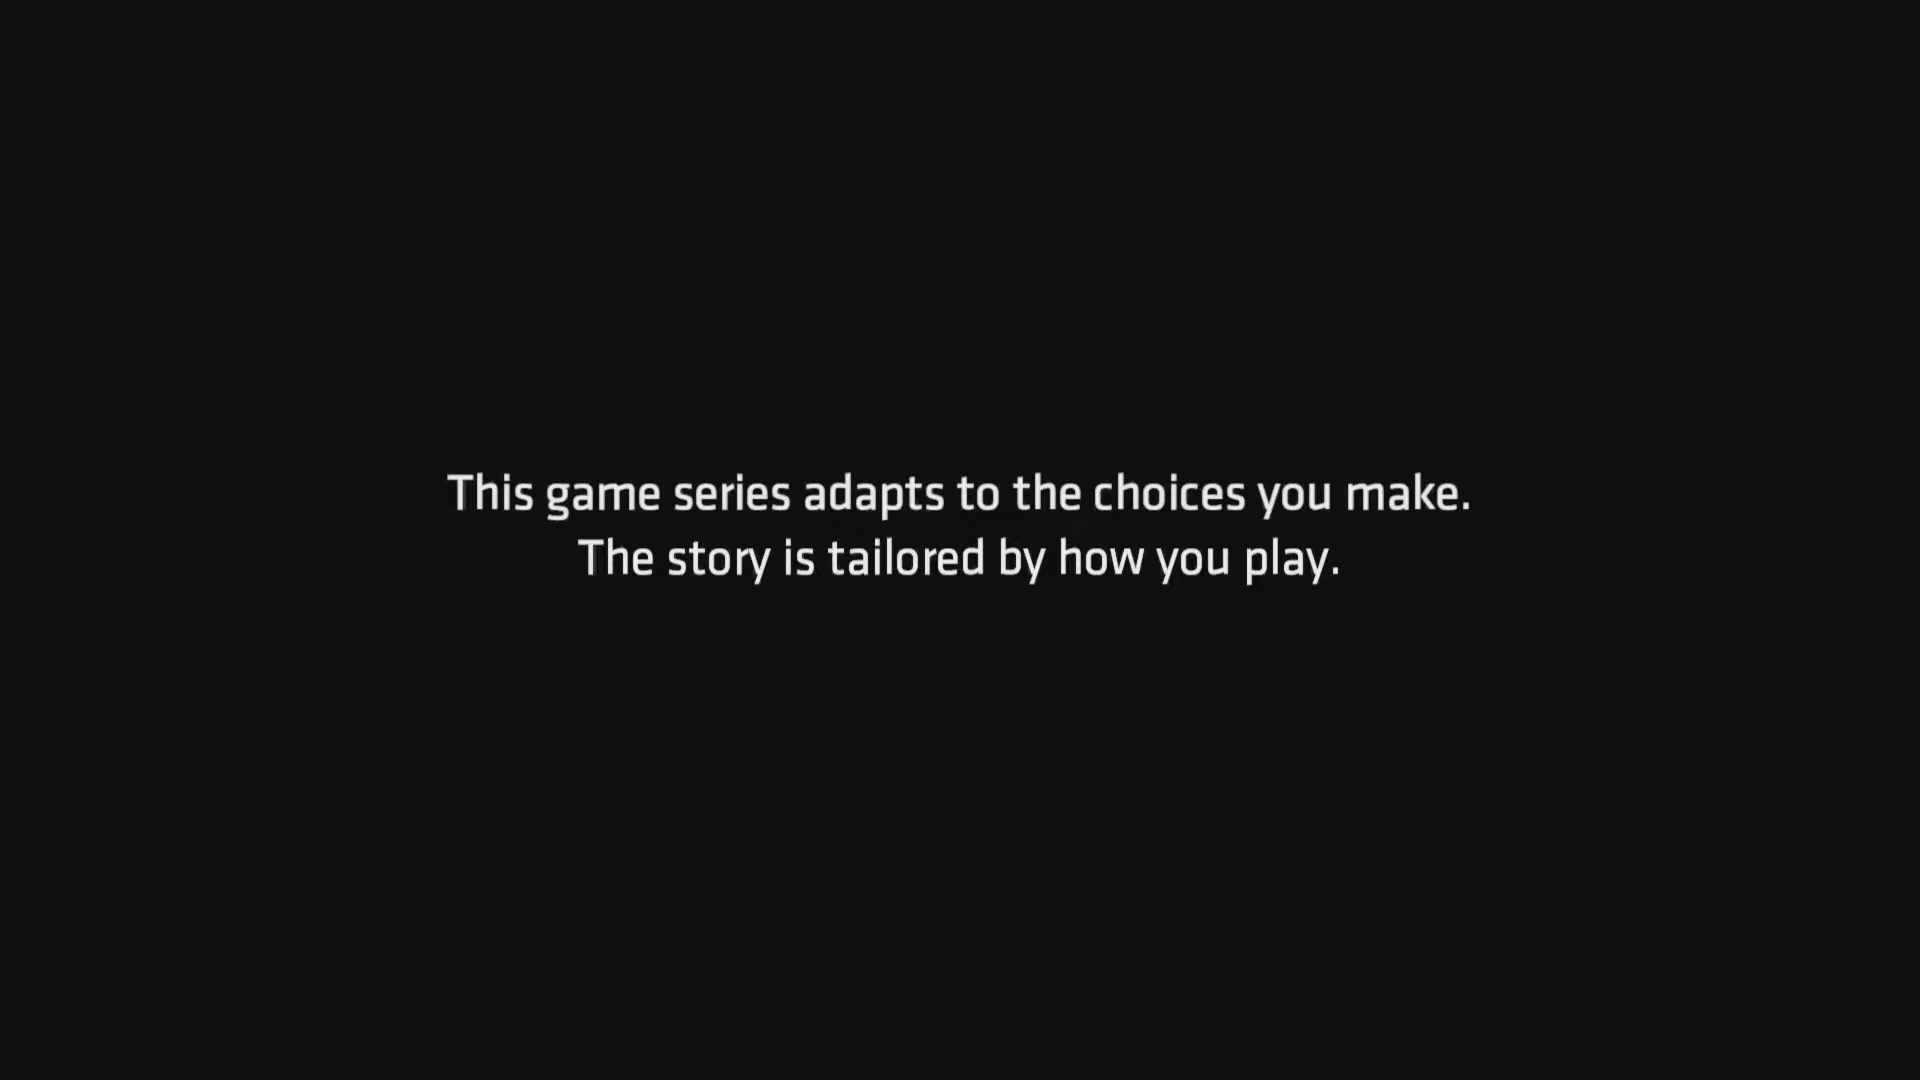 This game series adapts to the choices you make.
The story is tailored by how you play.